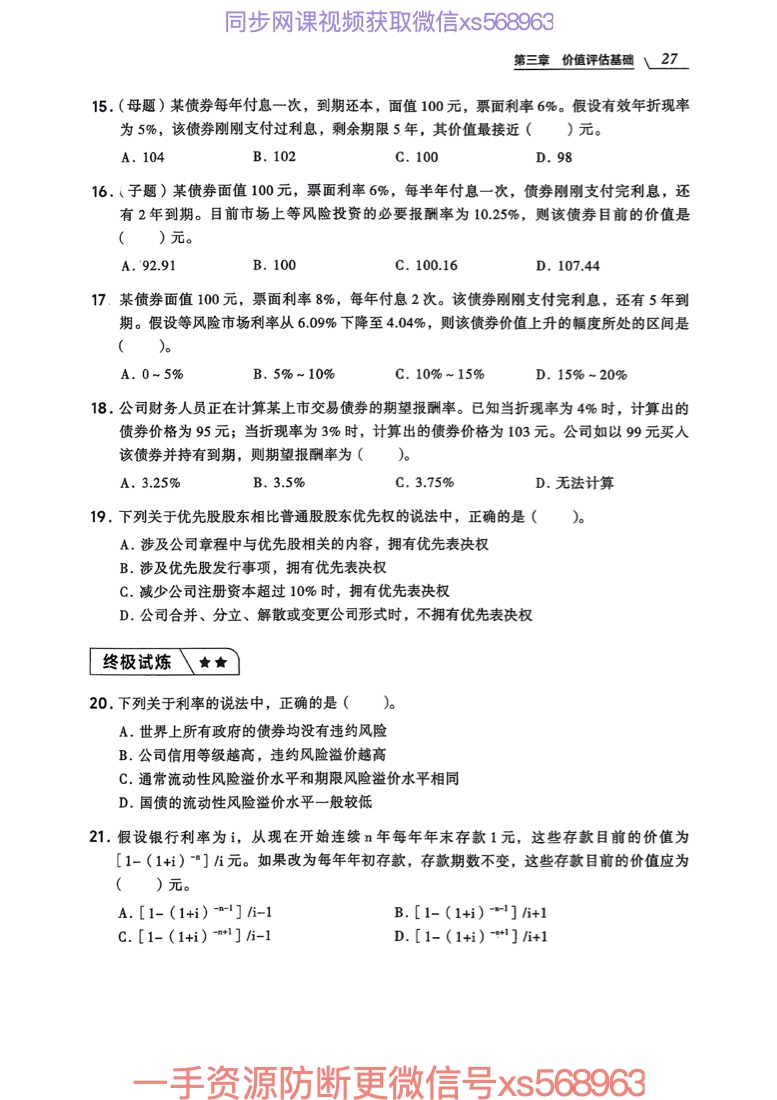 同步网课视频获取微信xs568963
第三章 价值评估基础 27
15.(母题)某债券每年付息一次，到期还本，面值 100 元，票面利率 6%。假设有效年折现率
为 5%，该债券刚刚支付过利息，剩余期限 5 年，其价值最接近（ ）元。
A. 104 B. 102 C. 100 D. 98
16.(子题)某债券面值 100 元，票面利率 6%，每半年付息一次，债券刚刚支付完利息，还
有 2 年到期。目前市场上等风险投资的必要报酬率为 10.25%，则该债券目前的价值是
（ ）元。
A. 92.91 B. 100 C. 100.16 D. 107.44
17. 某债券面值 100 元，票面利率 8%，每年付息 2 次。该债券刚刚支付完利息，还有 5 年到
期。假设等风险市场利率从 6.09% 下降至 4.04%，则该债券价值上升的幅度所处的区间是
（ ）。
A. 0 ~ 5% B. 5% ~ 10% C. 10% ~ 15% D. 15% ~ 20%
18. 公司财务人员正在计算某上市交易债券的期望报酬率。已知当折现率为 4% 时，计算出的
债券价格为 95 元；当折现率为 3% 时，计算出的债券价格为 103 元。公司如以 99 元买入
该债券并持有到期，则期望报酬率为（ ）。
A. 3.25% B. 3.5% C. 3.75% D. 无法计算
19. 下列关于优先股股东相比普通股股东优先权的说法中，正确的是（ ）。
A. 涉及公司章程中与优先股相关的内容，拥有优先表决权
B. 涉及优先股发行事项，拥有优先表决权
C. 减少公司注册资本超过 10% 时，拥有优先表决权
D. 公司合并、分立、解散或变更公司形式时，不拥有优先表决权
终极试炼 ★★
20. 下列关于利率的说法中，正确的是（ ）。
A. 世界上所有政府的债券均没有违约风险
B. 公司信用等级越高，违约风险溢价越高
C. 通常流动性风险溢价水平和期限风险溢价水平相同
D. 国债的流动性风险溢价水平一般较低
21. 假设银行利率为 i，从现在开始连续 n 年每年年末存款 1 元，这些存款目前的价值为
［1-（1+i）⁻ⁿ］/i 元。如果改为每年年初存款，存款期数不变，这些存款目前的价值应为
（ ）元。
A.［1-（1+i）⁻ⁿ⁻¹］/i-1 B.［1-（1+i）⁻ⁿ⁻¹］/i+1
C.［1-（1+i）⁻ⁿ⁺¹］/i-1 D.［1-（1+i）⁻ⁿ⁺¹］/i+1
一手资源防断更微信号xs568963